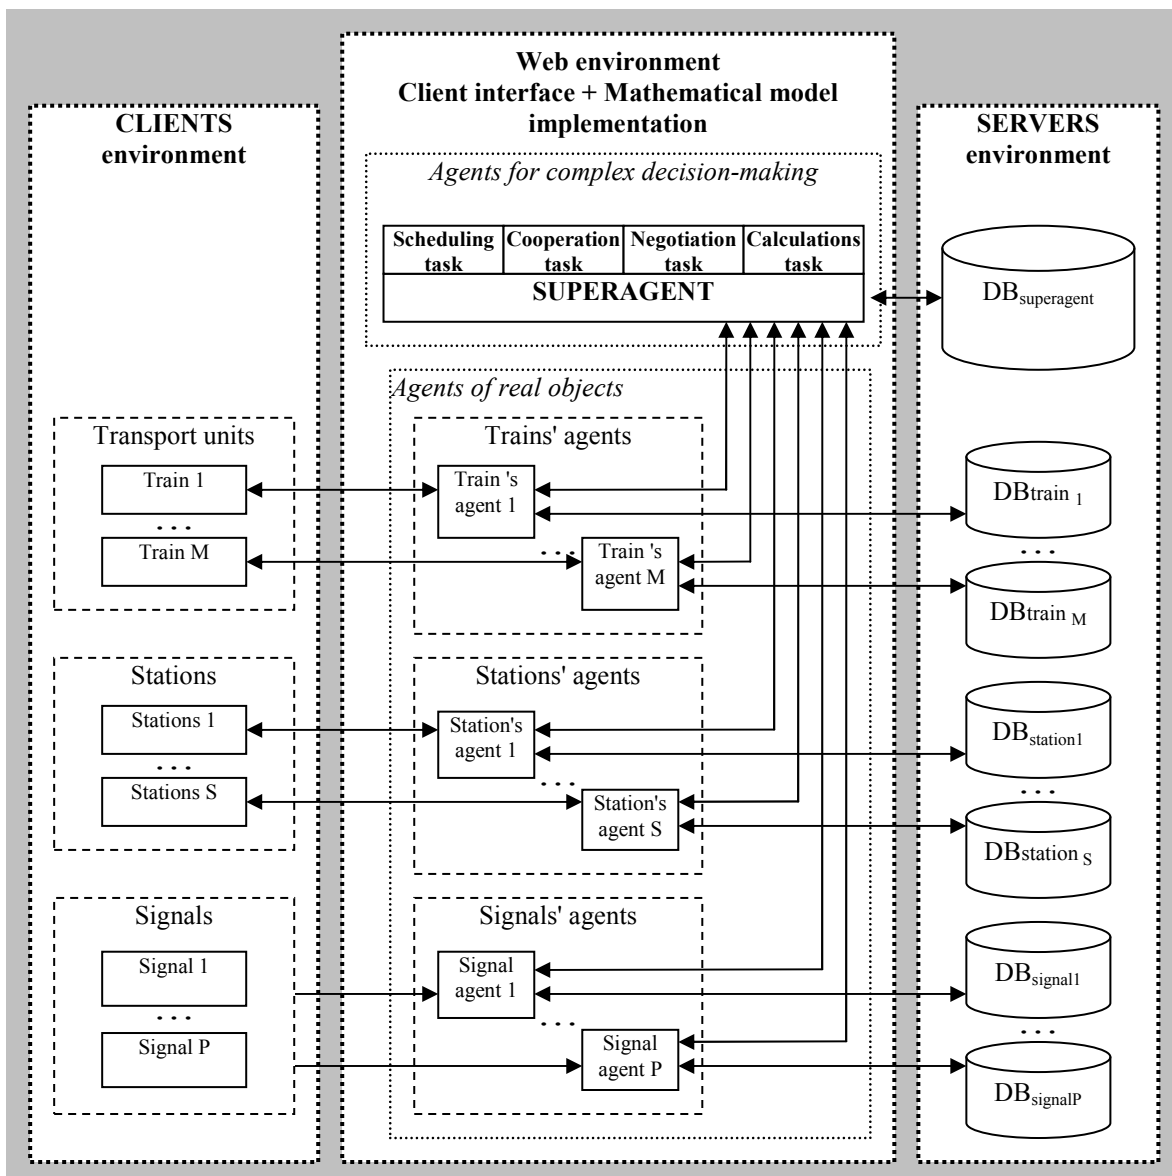 Web environment
Client interface + Mathematical model
implementation
CLIENTS
environment
SERVERS
environment
Agents for complex decision-making
Scheduling
task
Cooperation
task
Negotiation
task
Calculations
task
SUPERAGENT
DBsuperagent
Agents of real objects
Transport units
Train 1
...
Train M
Trains' agents
Train 's
agent 1
...
Train 's
agent M
DBtrain 1
...
DBtrain M
Stations
Stations 1
...
Stations S
Stations' agents
Station's
agent 1
...
Station's
agent S
DBstation1
...
DBstation S
Signals
Signal 1
...
Signal P
Signals' agents
Signal
agent 1
...
Signal
agent P
DBsignal1
...
DBsignalP